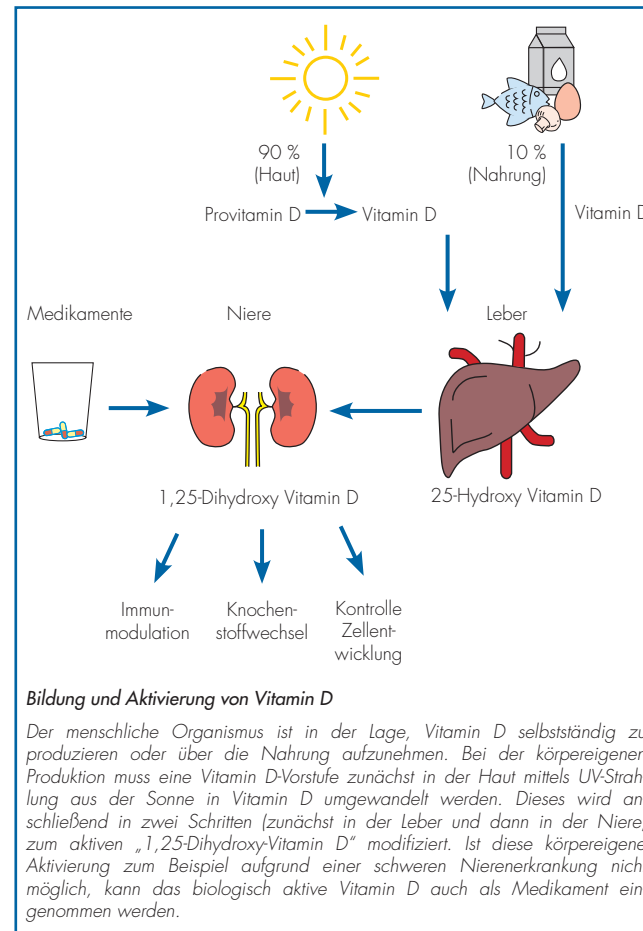 90 %
(Haut)
10 %
(Nahrung)
Provitamin D
Vitamin D
Vitamin D
Medikamente
Niere
Leber
1,25-Dihydroxy Vitamin D
25-Hydroxy Vitamin D
Immun-
modulation
Knochen-
stoffwechsel
Kontrolle
Zellent-
wicklung
Bildung und Aktivierung von Vitamin D
Der menschliche Organismus ist in der Lage, Vitamin D selbstständig zu
produzieren oder über die Nahrung aufzunehmen. Bei der körpereigenen
Produktion muss eine Vitamin D-Vorstufe zunächst in der Haut mittels UV-Strah
lung aus der Sonne in Vitamin D umgewandelt werden. Dieses wird an
schließend in zwei Schritten (zunächst in der Leber und dann in der Niere)
zum aktiven „1,25-Dihydroxy-Vitamin D“ modifiziert. Ist diese körpereigene
Aktivierung zum Beispiel aufgrund einer schweren Nierenerkrankung nich
möglich, kann das biologisch aktive Vitamin D auch als Medikament ein
genommen werden.